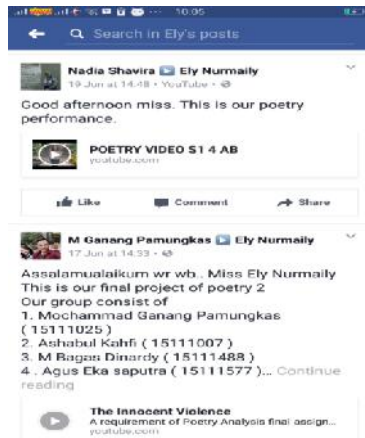 10:05
Search in Ely's posts
Nadia Shavira ▶ Ely Nurmaily
19 Jun at 14.48 • YouTube •
Good afternoon miss. This is our poetry
performance.
POETRY VIDEO S1 4 AB
youtube.com
Like Comment Share
M Ganang Pamungkas ▶ Ely Nurmaily
17 Jun at 14.33 •
Assalamualaikum wr wb.. Miss Ely Nurmaily
This is our final project of poetry 2
Our group consist of
1. Mochammad Ganang Pamungkas
( 15111025 )
2. Ashabul Kahfi ( 15111007 )
3. M Bagas Dinardy ( 15111488 )
4 . Agus Eka saputra ( 15111577 )... Continue
reading
The Innocent Violence
A requirement of Poetry Analysis final assign...
youtube.com